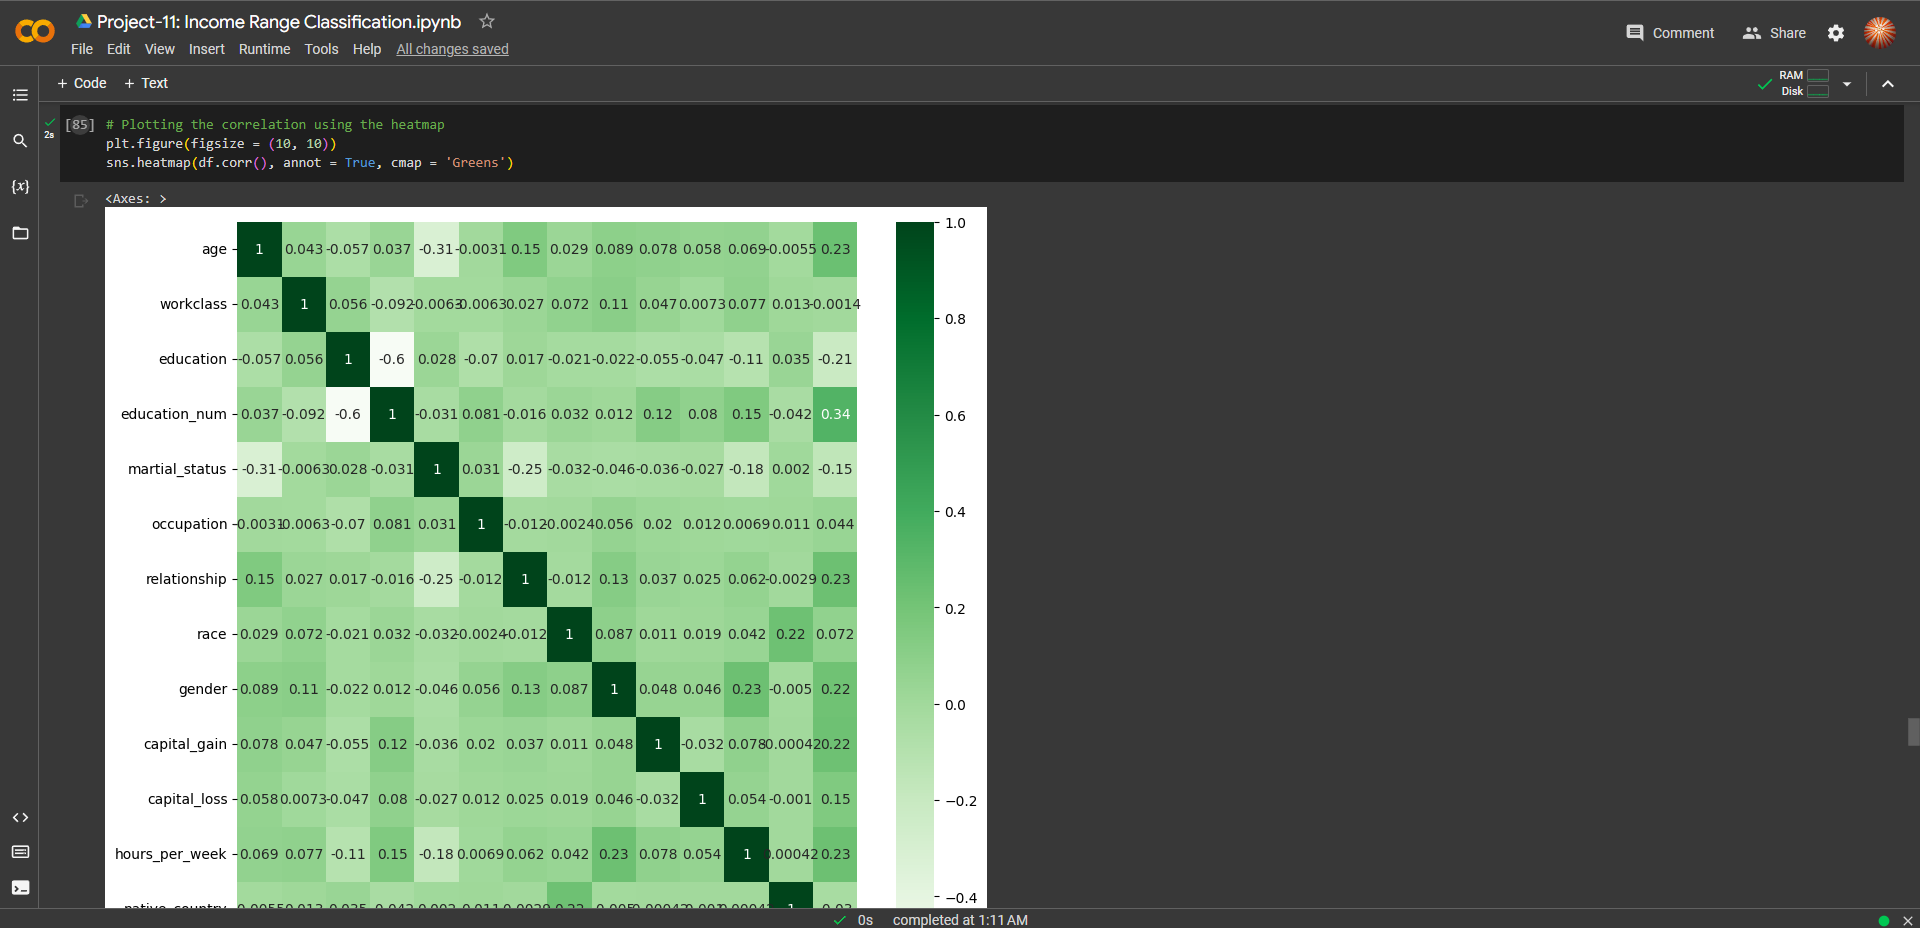 Project-11: Income Range Classification.ipynb
File Edit View Insert Runtime Tools Help All changes saved
Comment Share
+ Code + Text
RAM
Disk
[85] # Plotting the correlation using the heatmap
2s
plt.figure(figsize = (10, 10))
sns.heatmap(df.corr(), annot = True, cmap = 'Greens')
<Axes: >
age 1 0.043 -0.057 0.037 -0.31 -0.0031 0.15 0.029 0.089 0.078 0.058 0.069 -0.0055 0.23
workclass 0.043 1 0.056 -0.092 -0.0063 -0.0063 0.027 0.072 0.11 0.047 0.0073 0.077 0.013 -0.0014
education -0.057 0.056 1 -0.6 0.028 -0.07 0.017 -0.021 -0.022 -0.055 -0.047 -0.11 0.035 -0.21
education_num 0.037 -0.092 -0.6 1 -0.031 0.081 -0.016 0.032 0.012 0.12 0.08 0.15 -0.042 0.34
martial_status -0.31 -0.0063 0.028 -0.031 1 0.031 -0.25 -0.032 -0.046 -0.036 -0.027 -0.18 0.002 -0.15
occupation -0.0031 -0.0063 -0.07 0.081 0.031 1 -0.012 -0.0024 0.056 0.02 0.012 0.0069 0.011 0.044
relationship 0.15 0.027 0.017 -0.016 -0.25 -0.012 1 -0.012 0.13 0.037 0.025 0.062 -0.0029 0.23
race 0.029 0.072 -0.021 0.032 -0.032 -0.0024 -0.012 1 0.087 0.011 0.019 0.042 0.22 0.072
gender 0.089 0.11 -0.022 0.012 -0.046 0.056 0.13 0.087 1 0.048 0.046 0.23 -0.005 0.22
capital_gain 0.078 0.047 -0.055 0.12 -0.036 0.02 0.037 0.011 0.048 1 -0.032 0.078 0.00042 0.22
capital_loss 0.058 0.0073 -0.047 0.08 -0.027 0.012 0.025 0.019 0.046 -0.032 1 0.054 -0.001 0.15
hours_per_week 0.069 0.077 -0.11 0.15 -0.18 0.0069 0.062 0.042 0.23 0.078 0.054 1 0.00042 0.23
native_country
1.0
0.8
0.6
0.4
0.2
0.0
−0.2
−0.4
0s completed at 1:11 AM